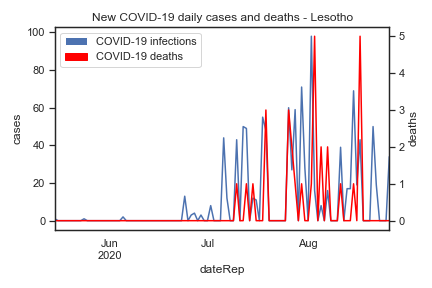 New COVID-19 daily cases and deaths - Lesotho
COVID-19 infections
COVID-19 deaths
100
80
60
40
20
0
cases
5
4
3
2
1
0
deaths
Jun
2020
Jul
Aug
dateRep